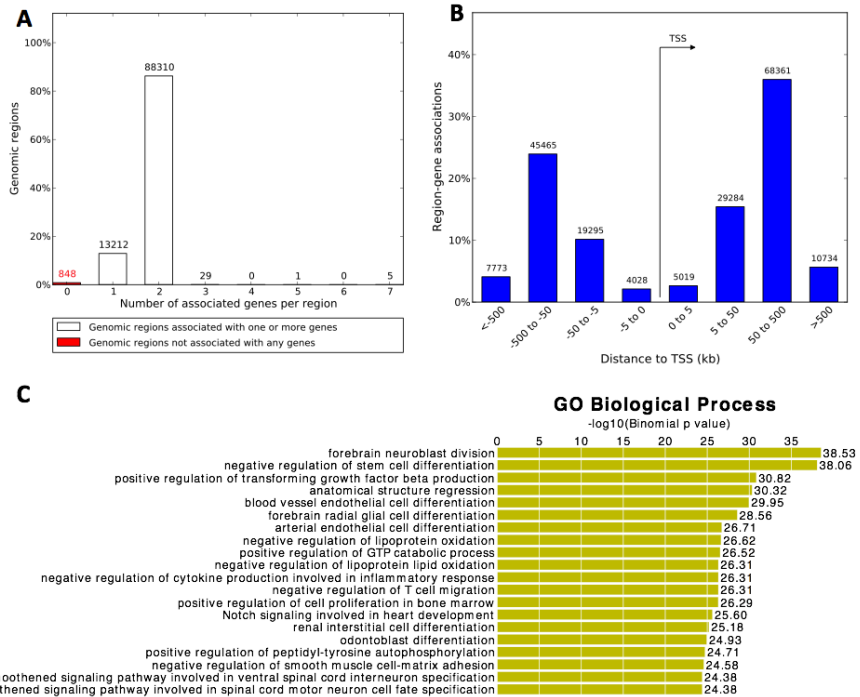 A
100%
80%
60%
40%
20%
0%
Genomic regions
848
13212
88310
29
0
1
0
5
0 1 2 3 4 5 6 7
Number of associated genes per region
Genomic regions associated with one or more genes
Genomic regions not associated with any genes
B
40%
30%
20%
10%
0%
Region-gene associations
TSS
7773
45465
19295
4028
5019
29284
68361
10734
<-500
-500 to -50
-50 to -5
-5 to 0
0 to 5
5 to 50
50 to 500
>500
Distance to TSS (kb)
C
GO Biological Process
-log10(Binomial p value)
0 5 10 15 20 25 30 35
forebrain neuroblast division 38.53
negative regulation of stem cell differentiation 38.06
positive regulation of transforming growth factor beta production 30.82
anatomical structure regression 30.32
blood vessel endothelial cell differentiation 29.95
forebrain radial glial cell differentiation 28.56
arterial endothelial cell differentiation 26.71
negative regulation of lipoprotein oxidation 26.62
positive regulation of GTP catabolic process 26.52
negative regulation of lipoprotein lipid oxidation 26.31
negative regulation of cytokine production involved in inflammatory response 26.31
negative regulation of T cell migration 26.31
positive regulation of cell proliferation in bone marrow 26.29
Notch signaling involved in heart development 25.60
renal interstitial cell differentiation 25.18
odontoblast differentiation 24.93
positive regulation of peptidyl-tyrosine autophosphorylation 24.71
negative regulation of smooth muscle cell-matrix adhesion 24.58
noothened signaling pathway involved in ventral spinal cord interneuron specification 24.38
thened signaling pathway involved in spinal cord motor neuron cell fate specification 24.38